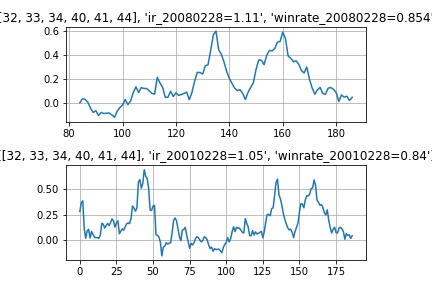 [32, 33, 34, 40, 41, 44], 'ir_20080228=1.11', 'winrate_20080228=0.854'
0.6
0.4
0.2
0.0
80 100 120 140 160 180
[[32, 33, 34, 40, 41, 44], 'ir_20010228=1.05', 'winrate_20010228=0.84']
0.50
0.25
0.00
0 25 50 75 100 125 150 175